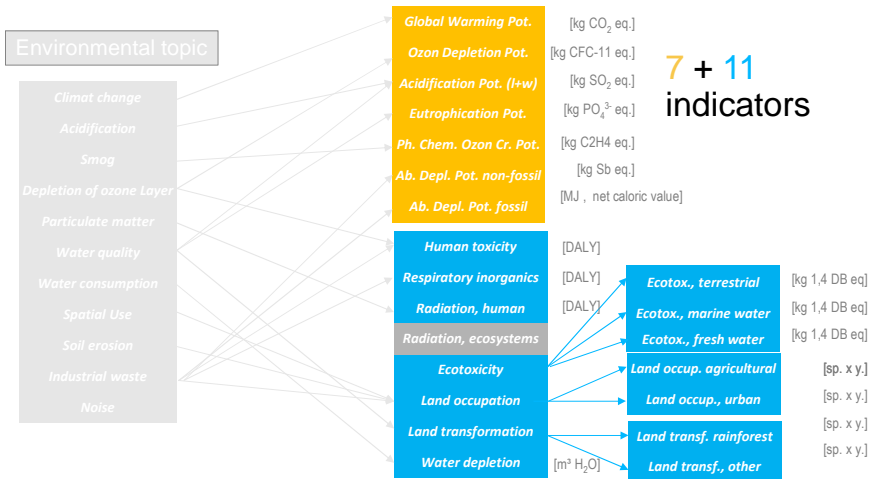 Environmental topic
Climat change
Acidification
Smog
Depletion of ozone Layer
Particulate matter
Water quality
Water consumption
Spatial Use
Soil erosion
Industrial waste
Noise
Global Warming Pot. [kg CO₂ eq.]
Ozon Depletion Pot. [kg CFC-11 eq.]
Acidification Pot. (l+w) [kg SO₂ eq.]
Eutrophication Pot. [kg PO₄³⁻ eq.]
Ph. Chem. Ozon Cr. Pot. [kg C2H4 eq.]
Ab. Depl. Pot. non-fossil [kg Sb eq.]
Ab. Depl. Pot. fossil [MJ , net caloric value]
7 + 11
indicators
Human toxicity [DALY]
Respiratory inorganics [DALY]
Radiation, human [DALY]
Radiation, ecosystems
Ecotoxicity
Land occupation
Land transformation
Water depletion [m³ H₂O]
Ecotox., terrestrial [kg 1,4 DB eq]
Ecotox., marine water [kg 1,4 DB eq]
Ecotox., fresh water [kg 1,4 DB eq]
Land occup. agricultural [sp. x y.]
Land occup., urban [sp. x y.]
Land transf. rainforest [sp. x y.]
Land transf., other [sp. x y.]